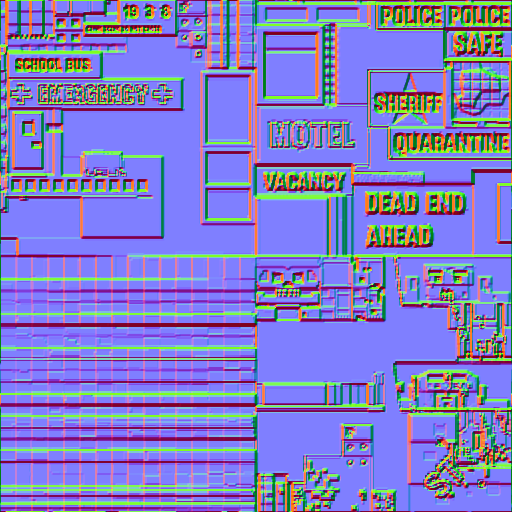 19 3-8
POLICE POLICE
SAFE
SCHOOL BUS
EMERGENCY
SHERIFF
MOTEL
QUARANTINE
VACANCY
DEAD END
AHEAD